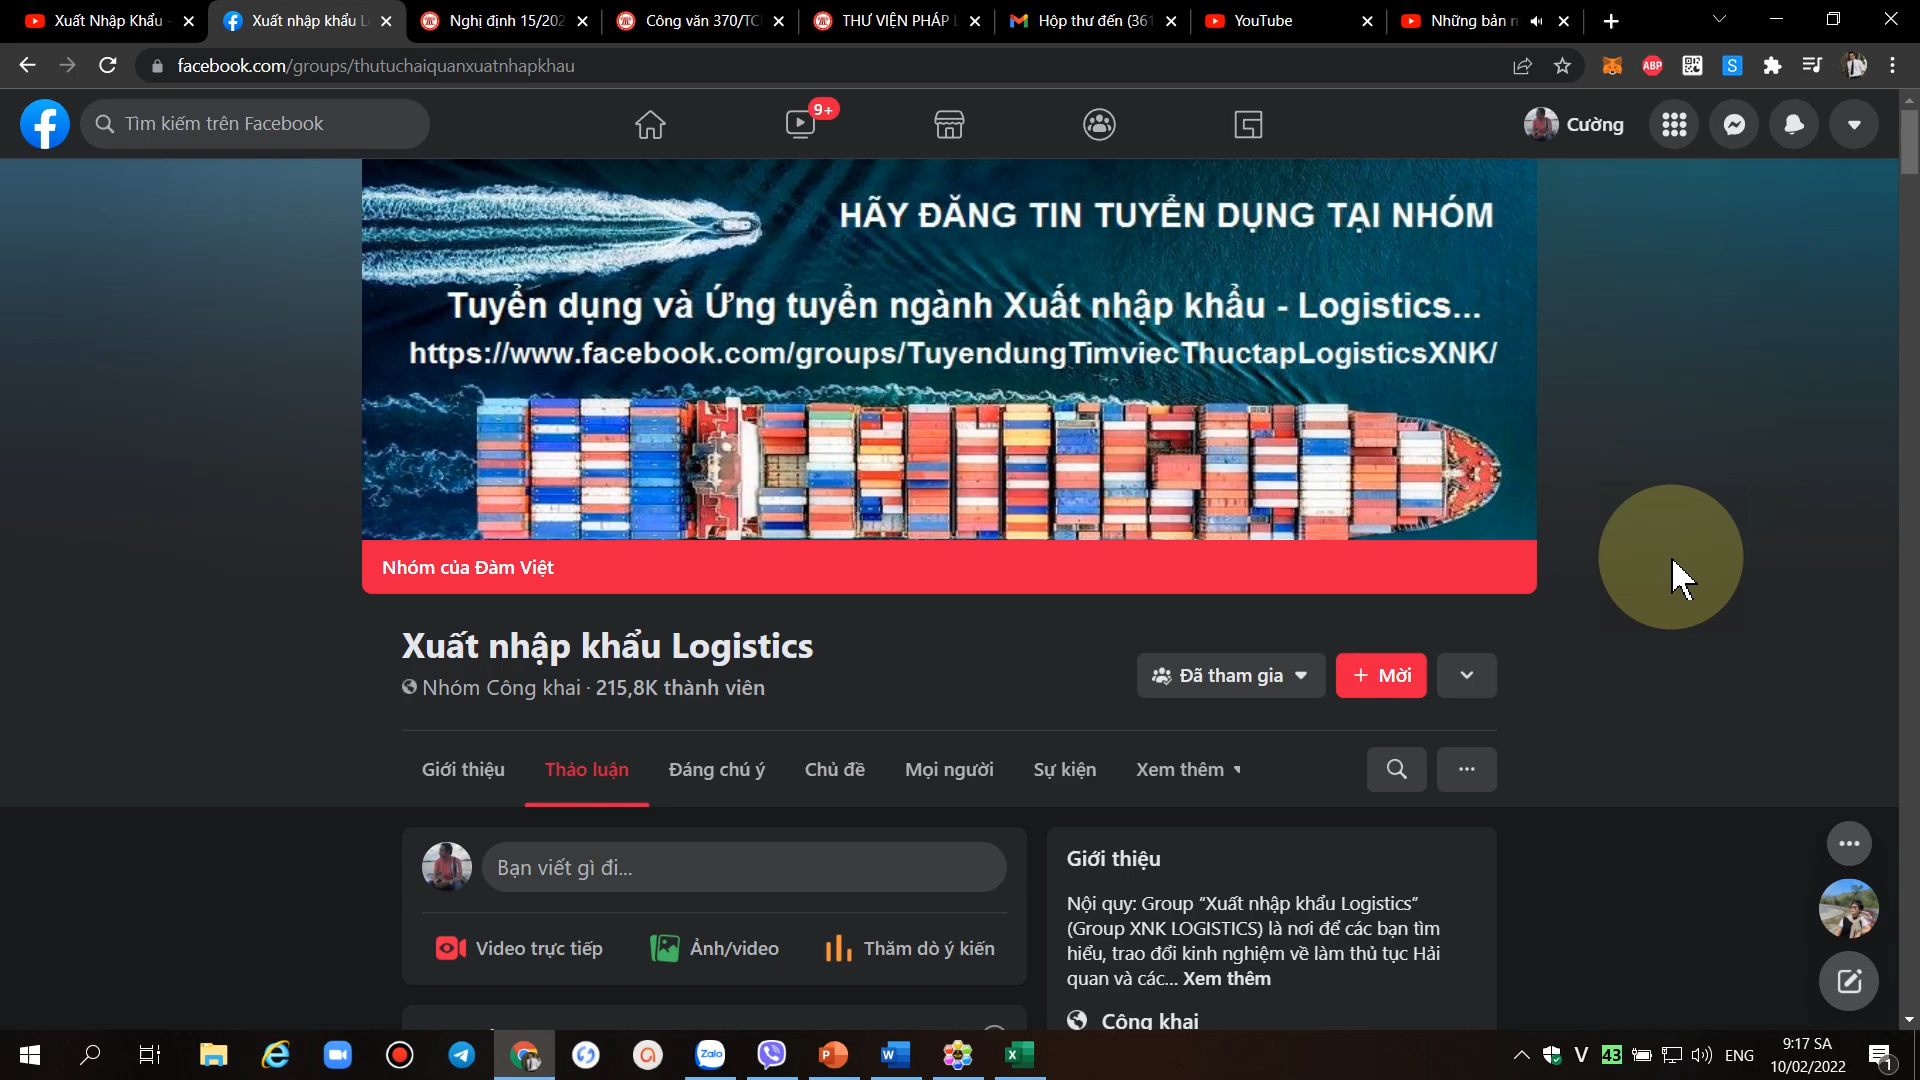 Xuất Nhập Khẩu
Xuất nhập khẩu L
Nghị định 15/202
Công văn 370/TC
THƯ VIỆN PHÁP L
Hộp thư đến (361
YouTube
Những bản n
facebook.com/groups/thutuchaiquanxuatnhapkhau
ABP
S
Tìm kiếm trên Facebook
9+
Cường
HÃY ĐĂNG TIN TUYỂN DỤNG TẠI NHÓM
Tuyển dụng và Ứng tuyển ngành Xuất nhập khẩu - Logistics...
https://www.facebook.com/groups/TuyendungTimviecThuctapLogisticsXNK/
Nhóm của Đàm Việt
Xuất nhập khẩu Logistics
Nhóm Công khai · 215,8K thành viên
Đã tham gia
+ Mời
Giới thiệu
Thảo luận
Đáng chú ý
Chủ đề
Mọi người
Sự kiện
Xem thêm
Bạn viết gì đi...
Video trực tiếp
Ảnh/video
Thăm dò ý kiến
Giới thiệu
Nội quy: Group “Xuất nhập khẩu Logistics”
(Group XNK LOGISTICS) là nơi để các bạn tìm
hiểu, trao đổi kinh nghiệm về làm thủ tục Hải
quan và các... Xem thêm
Công khai
Zalo
V
43
ENG
9:17 SA
10/02/2022
1